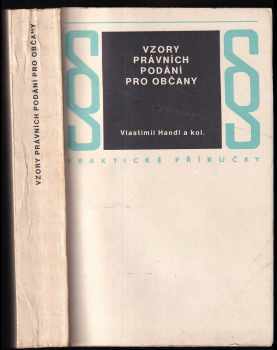 VZORY PRÁVNÍCH PODÁNÍ PRO OBČANY
VZORY
PRÁVNÍCH
PODÁNÍ
PRO OBČANY
Vlastimil Handl a kol.
PRAKTICKÉ PŘÍRUČKY